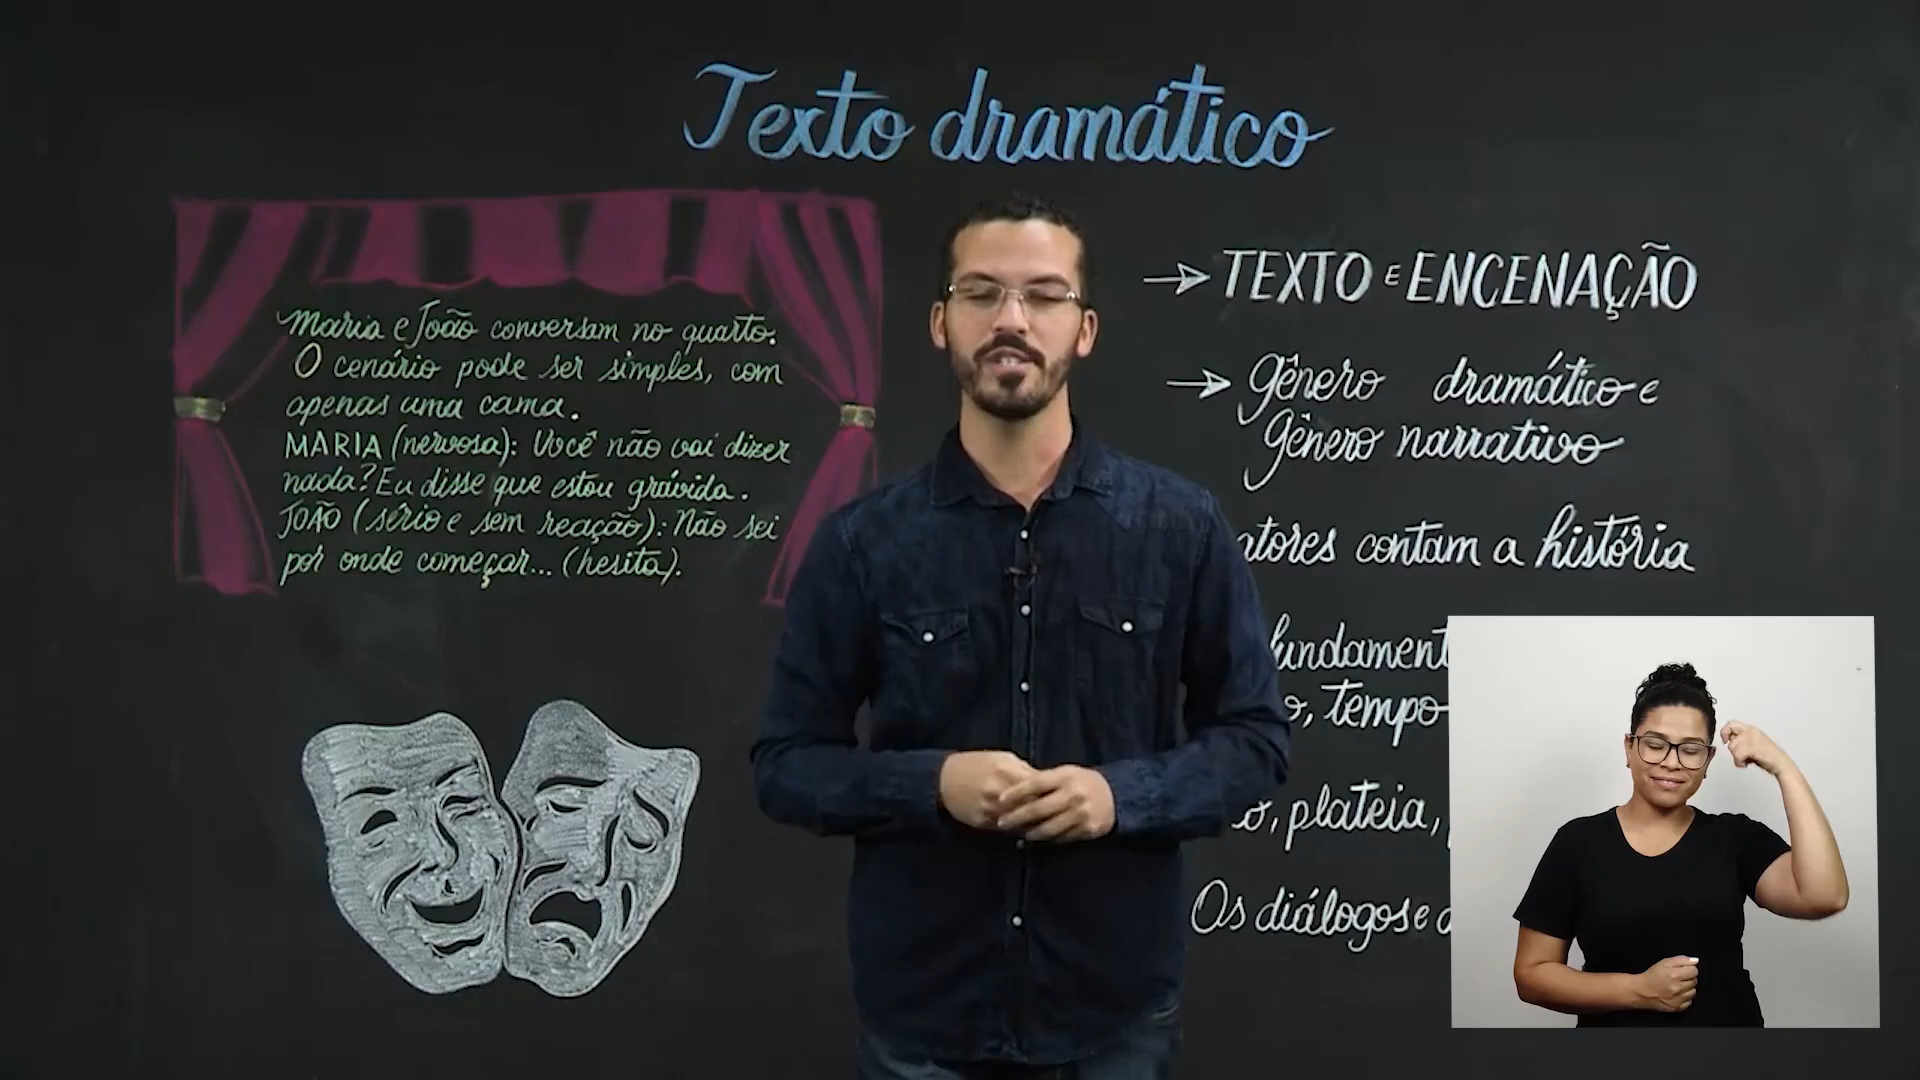 Texto dramático
Maria e João conversam no quarto.
O cenário pode ser simples, com
apenas uma cama.
MARIA (nervosa): Você não vai dizer
nada? Eu disse que estou grávida.
JOÃO (sério e sem reação): Não sei
por onde começar... (hesita).
→ TEXTO E ENCENAÇÃO
→ Gênero dramático e
Gênero narrativo
atores contam a história
tempo
plateia,
Os diálogos e